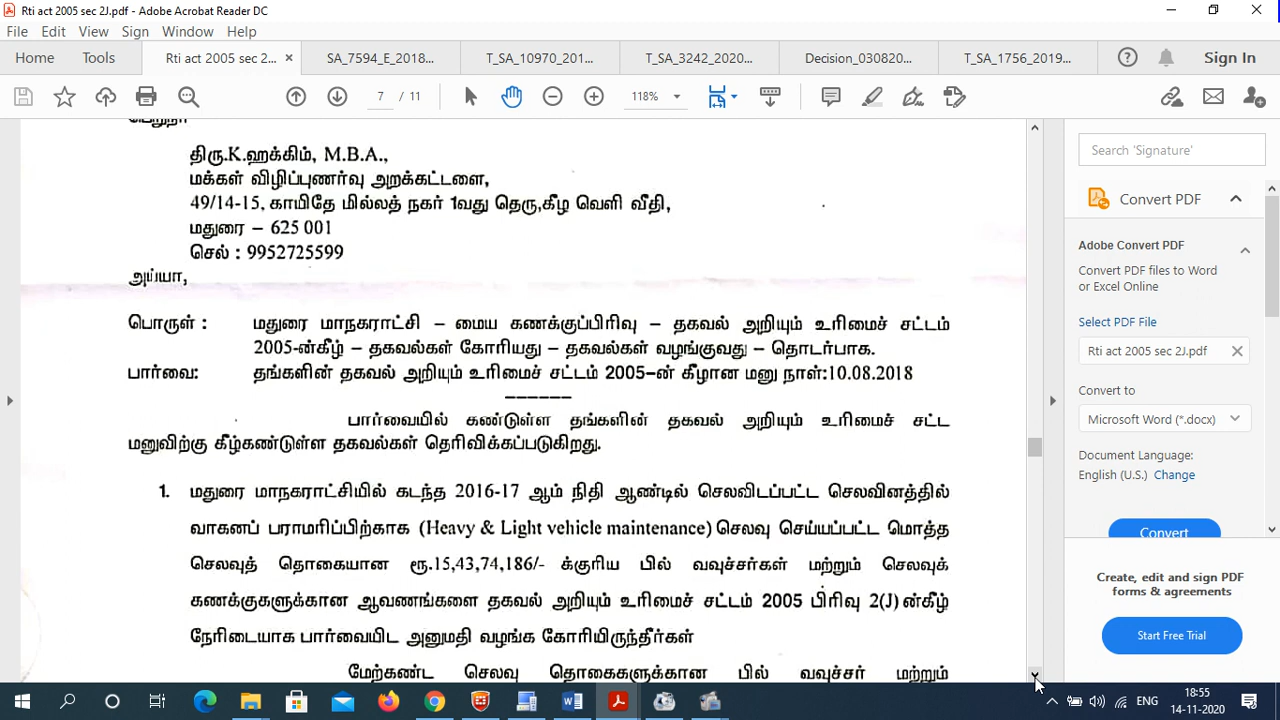 Rti act 2005 sec 2J.pdf - Adobe Acrobat Reader DC
File Edit View Sign Window Help
Home Tools Rti act 2005 sec 2... × SA_7594_E_2018... T_SA_10970_201... T_SA_3242_2020... Decision_030820... T_SA_1756_2019... Sign In
7 / 11 118%
பெறுநர்
திரு.K.ஹக்கிம், M.B.A.,
மக்கள் விழிப்புணர்வு அறக்கட்டளை,
49/14-15, காயிதே மில்லத் நகர் 1வது தெரு,கீழ வெளி வீதி,
மதுரை – 625 001
செல் : 9952725599
அய்யா,
பொருள் : மதுரை மாநகராட்சி – மைய கணக்குப்பிரிவு – தகவல் அறியும் உரிமைச் சட்டம்
2005-ன்கீழ் – தகவல்கள் கோரியது – தகவல்கள் வழங்குவது – தொடர்பாக.
பார்வை: தங்களின் தகவல் அறியும் உரிமைச் சட்டம் 2005–ன் கீழான மனு நாள்:10.08.2018
------
பார்வையில் கண்டுள்ள தங்களின் தகவல் அறியும் உரிமைச் சட்ட
மனுவிற்கு கீழ்கண்டுள்ள தகவல்கள் தெரிவிக்கப்படுகிறது.
1. மதுரை மாநகராட்சியில் கடந்த 2016-17 ஆம் நிதி ஆண்டில் செலவிடப்பட்ட செலவினத்தில்
வாகனப் பராமரிப்பிற்காக (Heavy & Light vehicle maintenance) செலவு செய்யப்பட்ட மொத்த
செலவுத் தொகையான ரூ.15,43,74,186/- க்குரிய பில் வவுச்சர்கள் மற்றும் செலவுக்
கணக்குகளுக்கான ஆவணங்களை தகவல் அறியும் உரிமைச் சட்டம் 2005 பிரிவு 2(J) ன்கீழ்
நேரிடையாக பார்வையிட அனுமதி வழங்க கோரியிருந்தீர்கள்
மேற்கண்ட செலவு தொகைகளுக்கான பில் வவுச்சர் மற்றும்
Search 'Signature'
Convert PDF
Adobe Convert PDF
Convert PDF files to Word
or Excel Online
Select PDF File
Rti act 2005 sec 2J.pdf ×
Convert to
Microsoft Word (*.docx)
Document Language:
English (U.S.) Change
Convert
Create, edit and sign PDF
forms & agreements
Start Free Trial
ENG 18:55
14-11-2020